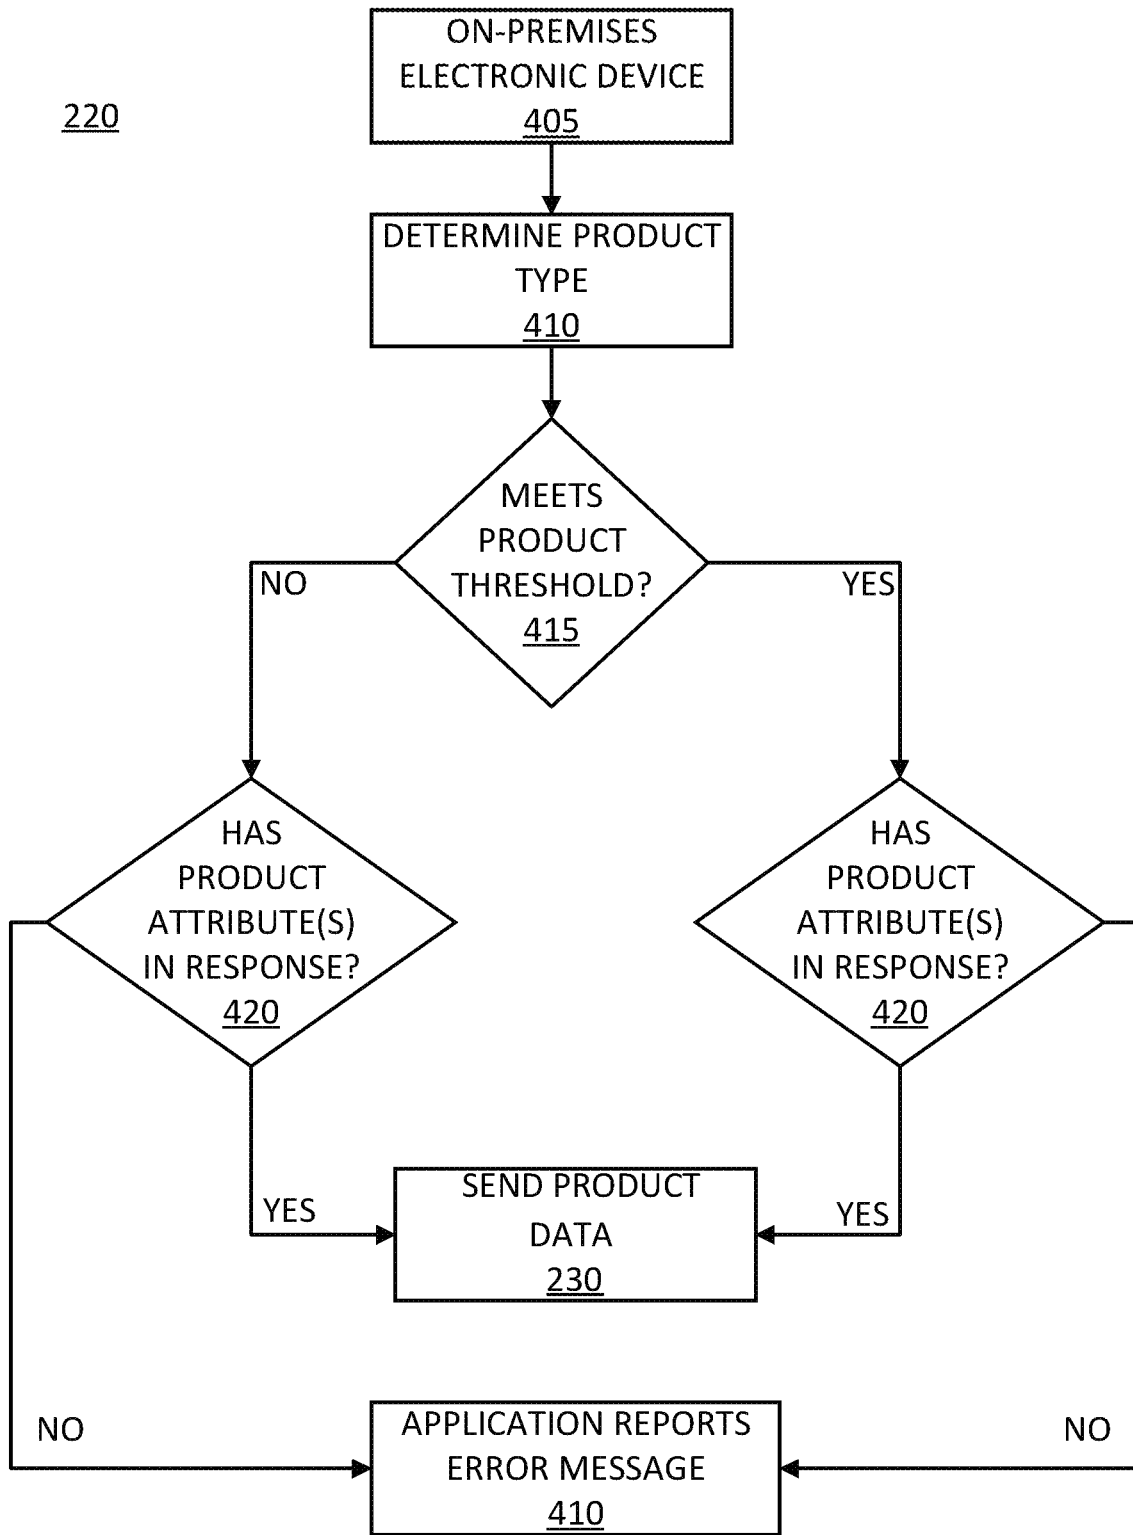 ON-PREMISES
ELECTRONIC DEVICE
405
220
DETERMINE PRODUCT
TYPE
410
MEETS
PRODUCT
THRESHOLD?
415
NO
YES
HAS
PRODUCT
ATTRIBUTE(S)
IN RESPONSE?
420
HAS
PRODUCT
ATTRIBUTE(S)
IN RESPONSE?
420
YES
SEND PRODUCT
DATA
230
YES
NO
APPLICATION REPORTS
ERROR MESSAGE
410
NO